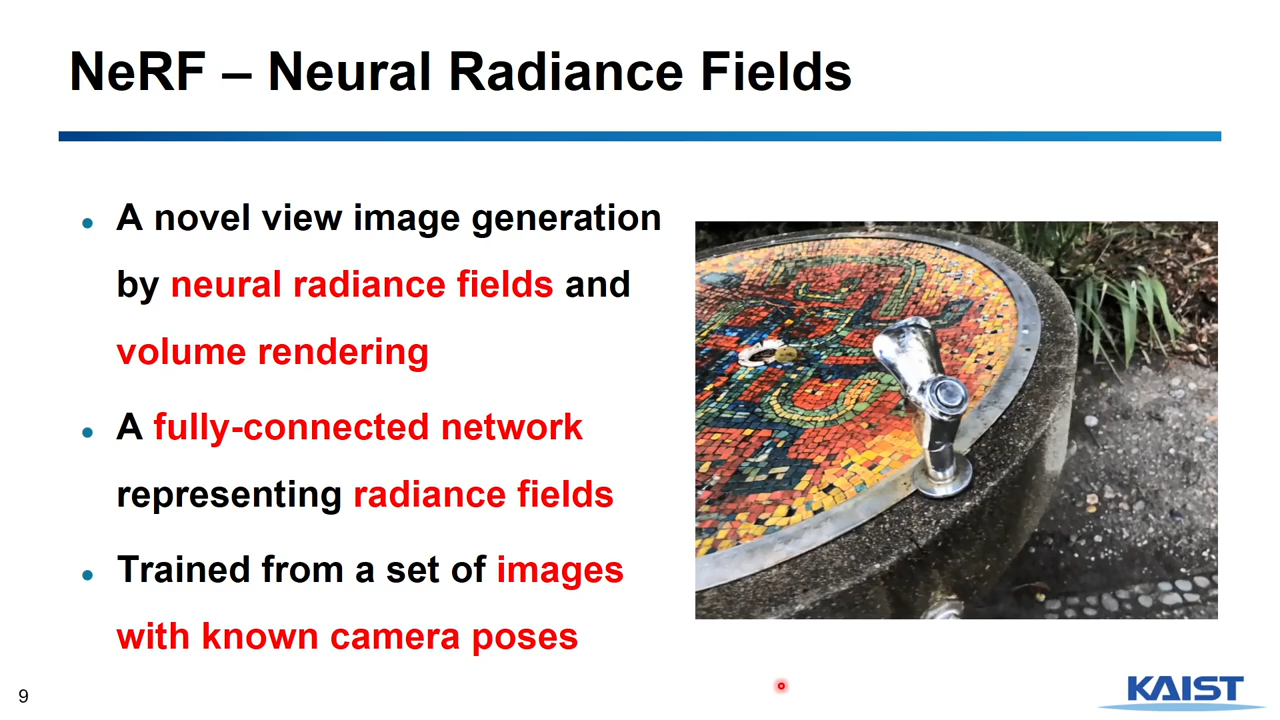 NeRF – Neural Radiance Fields
A novel view image generation
by neural radiance fields and
volume rendering
A fully-connected network
representing radiance fields
Trained from a set of images
with known camera poses
9
KAIST